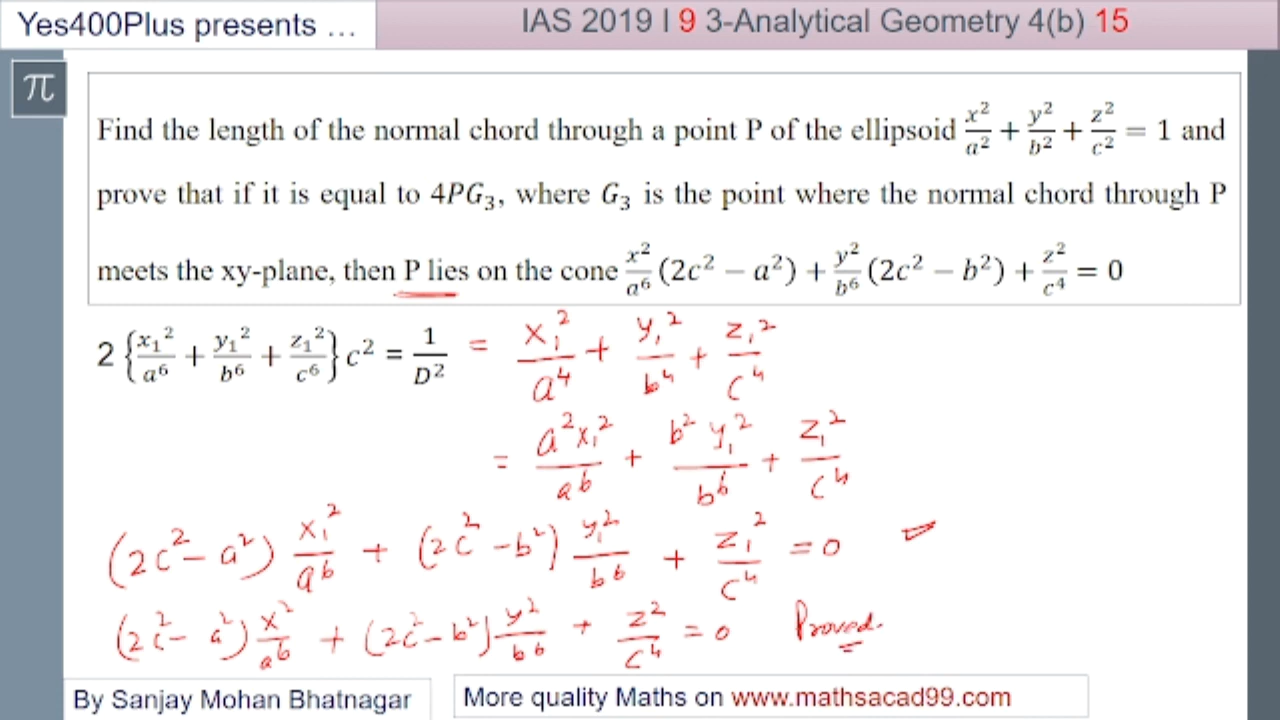 Yes400Plus presents ...
IAS 2019 I 9 3-Analytical Geometry 4(b) 15
π
Find the length of the normal chord through a point P of the ellipsoid x²/a² + y²/b² + z²/c² = 1 and
prove that if it is equal to 4PG₃, where G₃ is the point where the normal chord through P
meets the xy-plane, then P lies on the cone x²/a⁶ (2c² − a²) + y²/b⁶ (2c² − b²) + z²/c⁴ = 0
2 {x₁²/a⁶ + y₁²/b⁶ + z₁²/c⁶} c² = 1/D² = x₁²/a⁴ + y₁²/b⁴ + z₁²/c⁴
= a²x₁²/a⁶ + b²y₁²/b⁶ + z₁²/c⁴
(2c² − a²) x₁²/a⁶ + (2c² − b²) y₁²/b⁶ + z₁²/c⁴ = 0
(2c² − a²) x²/a⁶ + (2c² − b²) y²/b⁶ + z²/c⁴ = 0 Proved.
By Sanjay Mohan Bhatnagar
More quality Maths on www.mathsacad99.com